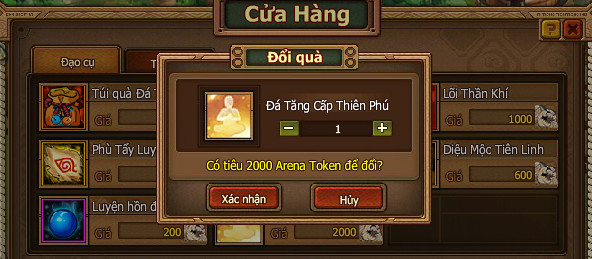 Cửa Hàng
?
Đạo cụ
Đổi quà
Túi quà Đá T
Đá Tăng Cấp Thiên Phú
Lõi Thần Khí
Giá
1000
1
Phù Tẩy Luy
Có tiêu 2000 Arena Token để đổi?
Diệu Mộc Tiên Linh
Giá
600
Xác nhận
Hủy
Luyện hồn đ
Giá 200
Giá 2000